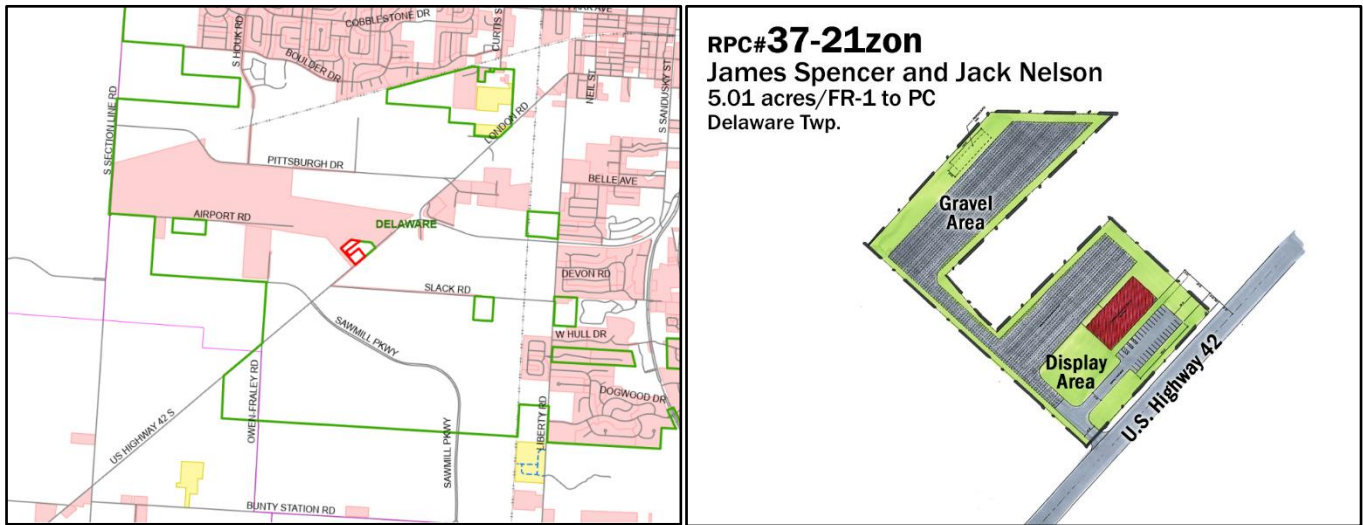 COBBLESTONE DR
CURTIS S
S HOUK RD
BOULDER DR
NEIL ST
S SANDUSKY ST
S SECTION LINE RD
LONDON RD
PITTSBURGH DR
BELLE AVE
AIRPORT RD
DELAWARE
DEVON RD
SLACK RD
SAWMILL PKWY
W HULL DR
DOGWOOD DR
OWEN-FRALEY RD
LIBERTY RD
US HIGHWAY 42 S
SAWMILL PKWY
BUNTY STATION RD
RPC#37-21zon
James Spencer and Jack Nelson
5.01 acres/FR-1 to PC
Delaware Twp.
Gravel
Area
Display
Area
U.S. Highway 42